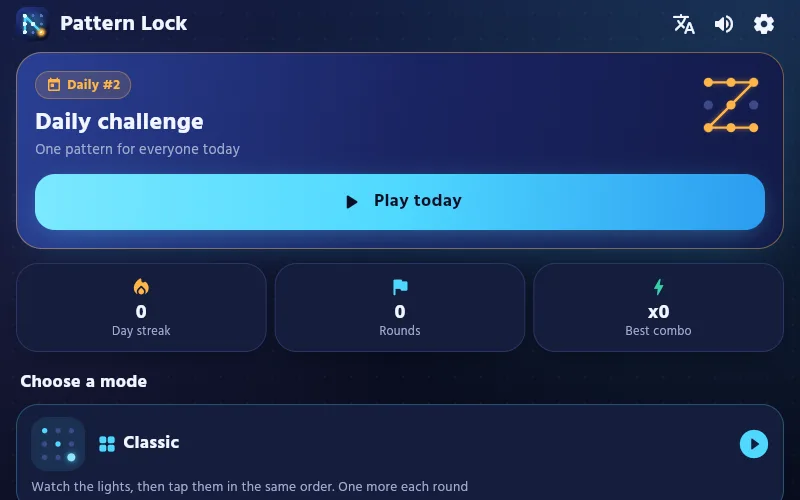 Pattern Lock
Daily #2
Daily challenge
One pattern for everyone today
Play today
0
Day streak
0
Rounds
x0
Best combo
Choose a mode
Classic
Watch the lights, then tap them in the same order. One more each round